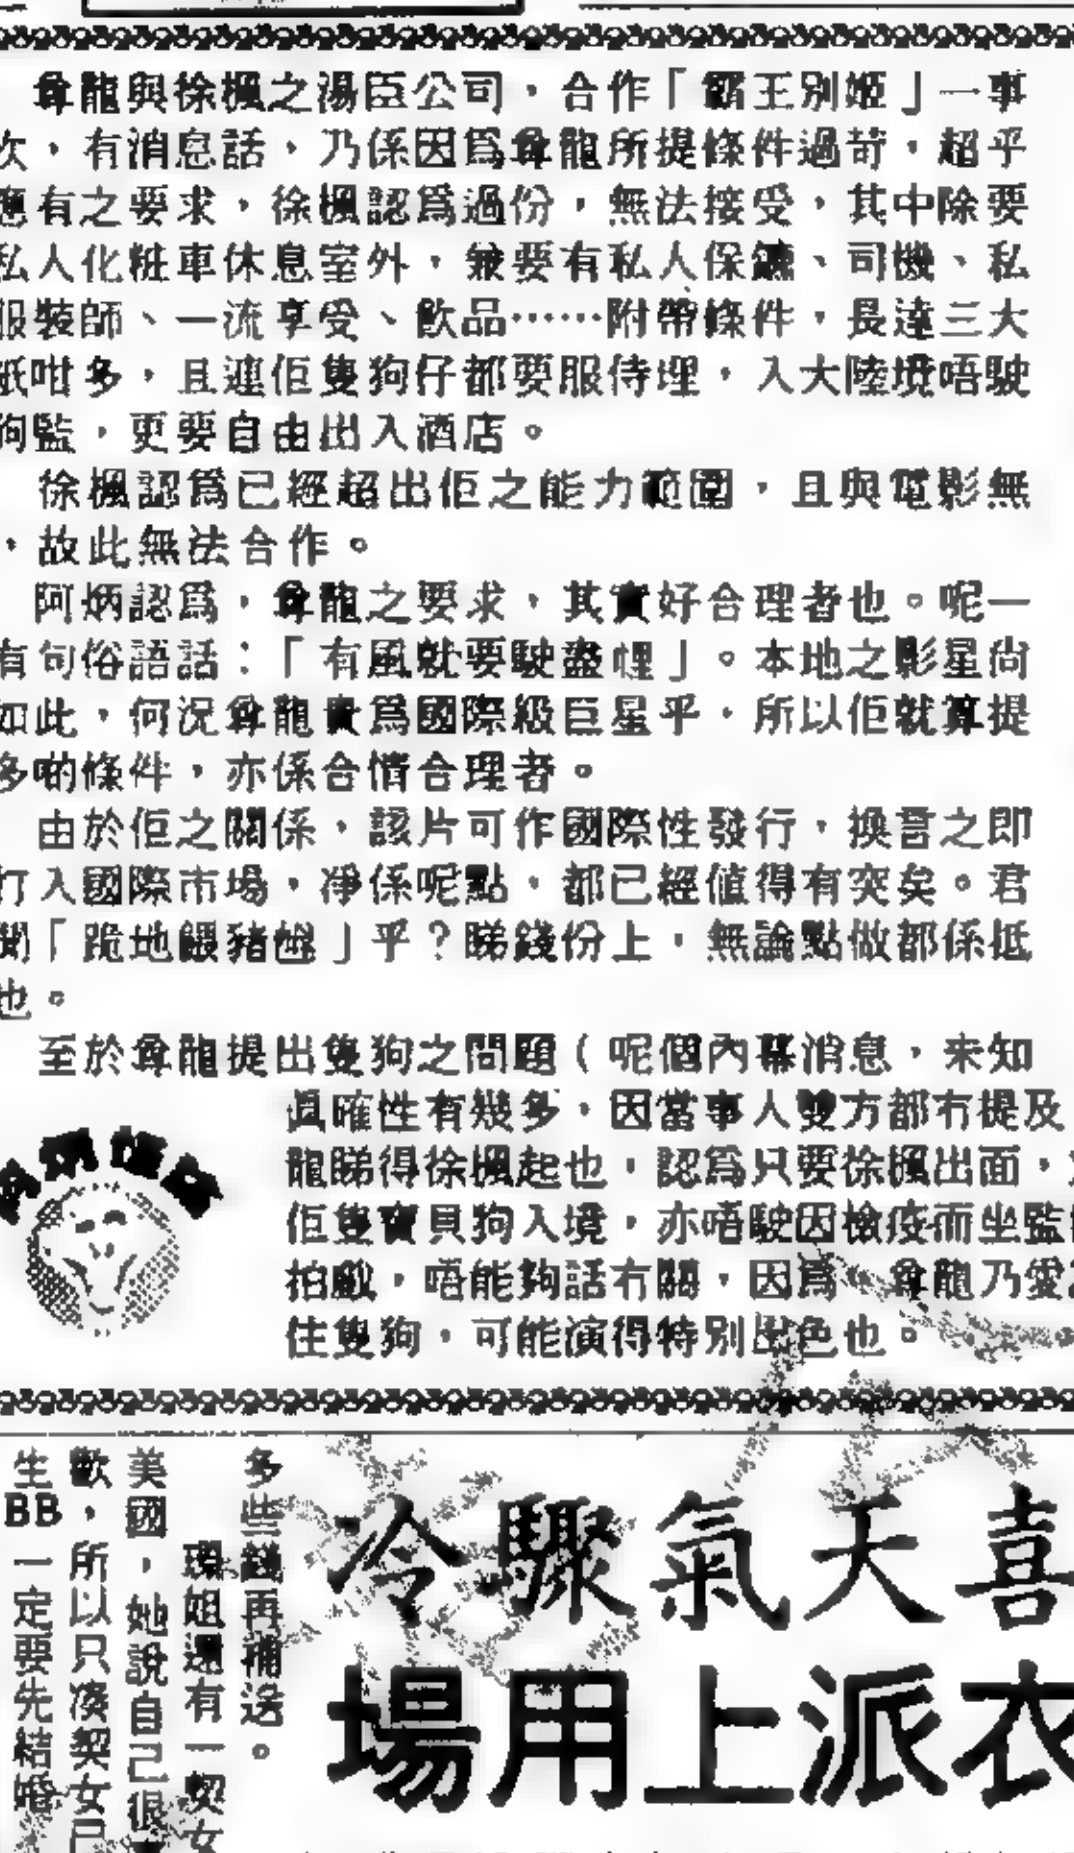 尊龍與徐楓之湯臣公司，合作「霸王別姬」一事
次，有消息話，乃係因爲尊龍所提條件過苛，超乎
應有之要求，徐楓認爲過份，無法接受，其中除要
私人化粧車休息室外，兼要有私人保鑣、司機、私
服裝師、一流享受、飲品……附帶條件，長達三大
紙咁多，且連佢隻狗仔都要服侍埋，入大陸境唔駛
狗監，更要自由出入酒店。
徐楓認爲已經超出佢之能力範圍，且與電影無
，故此無法合作。
阿炳認爲，尊龍之要求，其實好合理者也。呢一
有句俗語話：「有風就要駛盡𢃇」。本地之影星尙
如此，何況尊龍貴爲國際級巨星乎，所以佢就算提
多啲條件，亦係合情合理者。
由於佢之關係，該片可作國際性發行，換言之即
打入國際市場，凈係呢點，都已經值得有突矣。君
聞「跪地餵豬乸」乎？睇錢份上，無論點做都係抵
也。
至於尊龍提出隻狗之問題（呢個內幕消息，未知
眞確性有幾多，因當事人雙方都冇提及
龍睇得徐楓起也，認爲只要徐楓出面，
佢隻寶貝狗入境，亦唔駛因檢疫而坐監
拍戲，唔能夠話冇關，因爲，尊龍乃愛
住隻狗，可能演得特別出色也。
喜天氣驟冷
衣派上用場
多些錢再補送。
環姐還有一契女
美國，她說自己很
歡，所以只湊契女已
生BB一定要先結婚